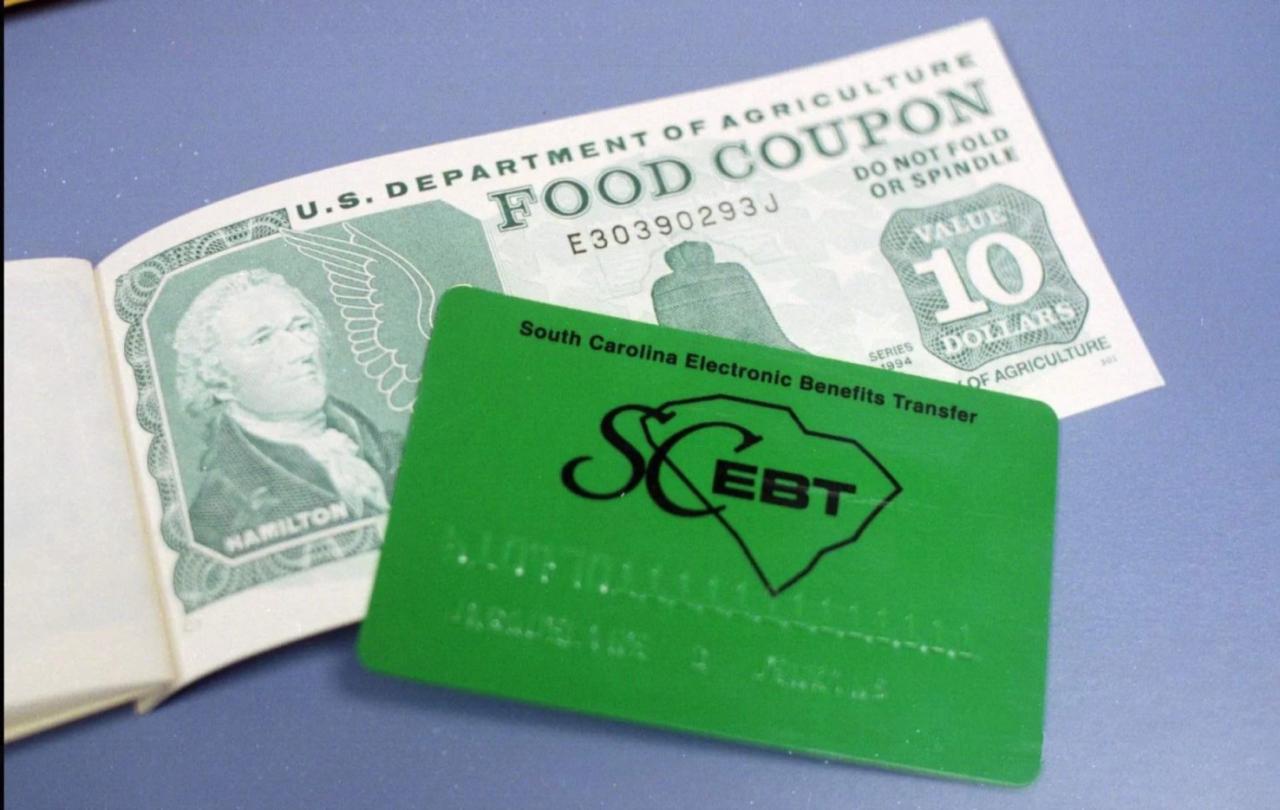 U.S. DEPARTMENT OF AGRICULTURE
FOOD COUPON
E30390293J
DO NOT FOLD
OR SPINDLE
VALUE
10
DOLLARS
SERIES
1994
OF AGRICULTURE
HAMILTON
South Carolina Electronic Benefits Transfer
SC EBT